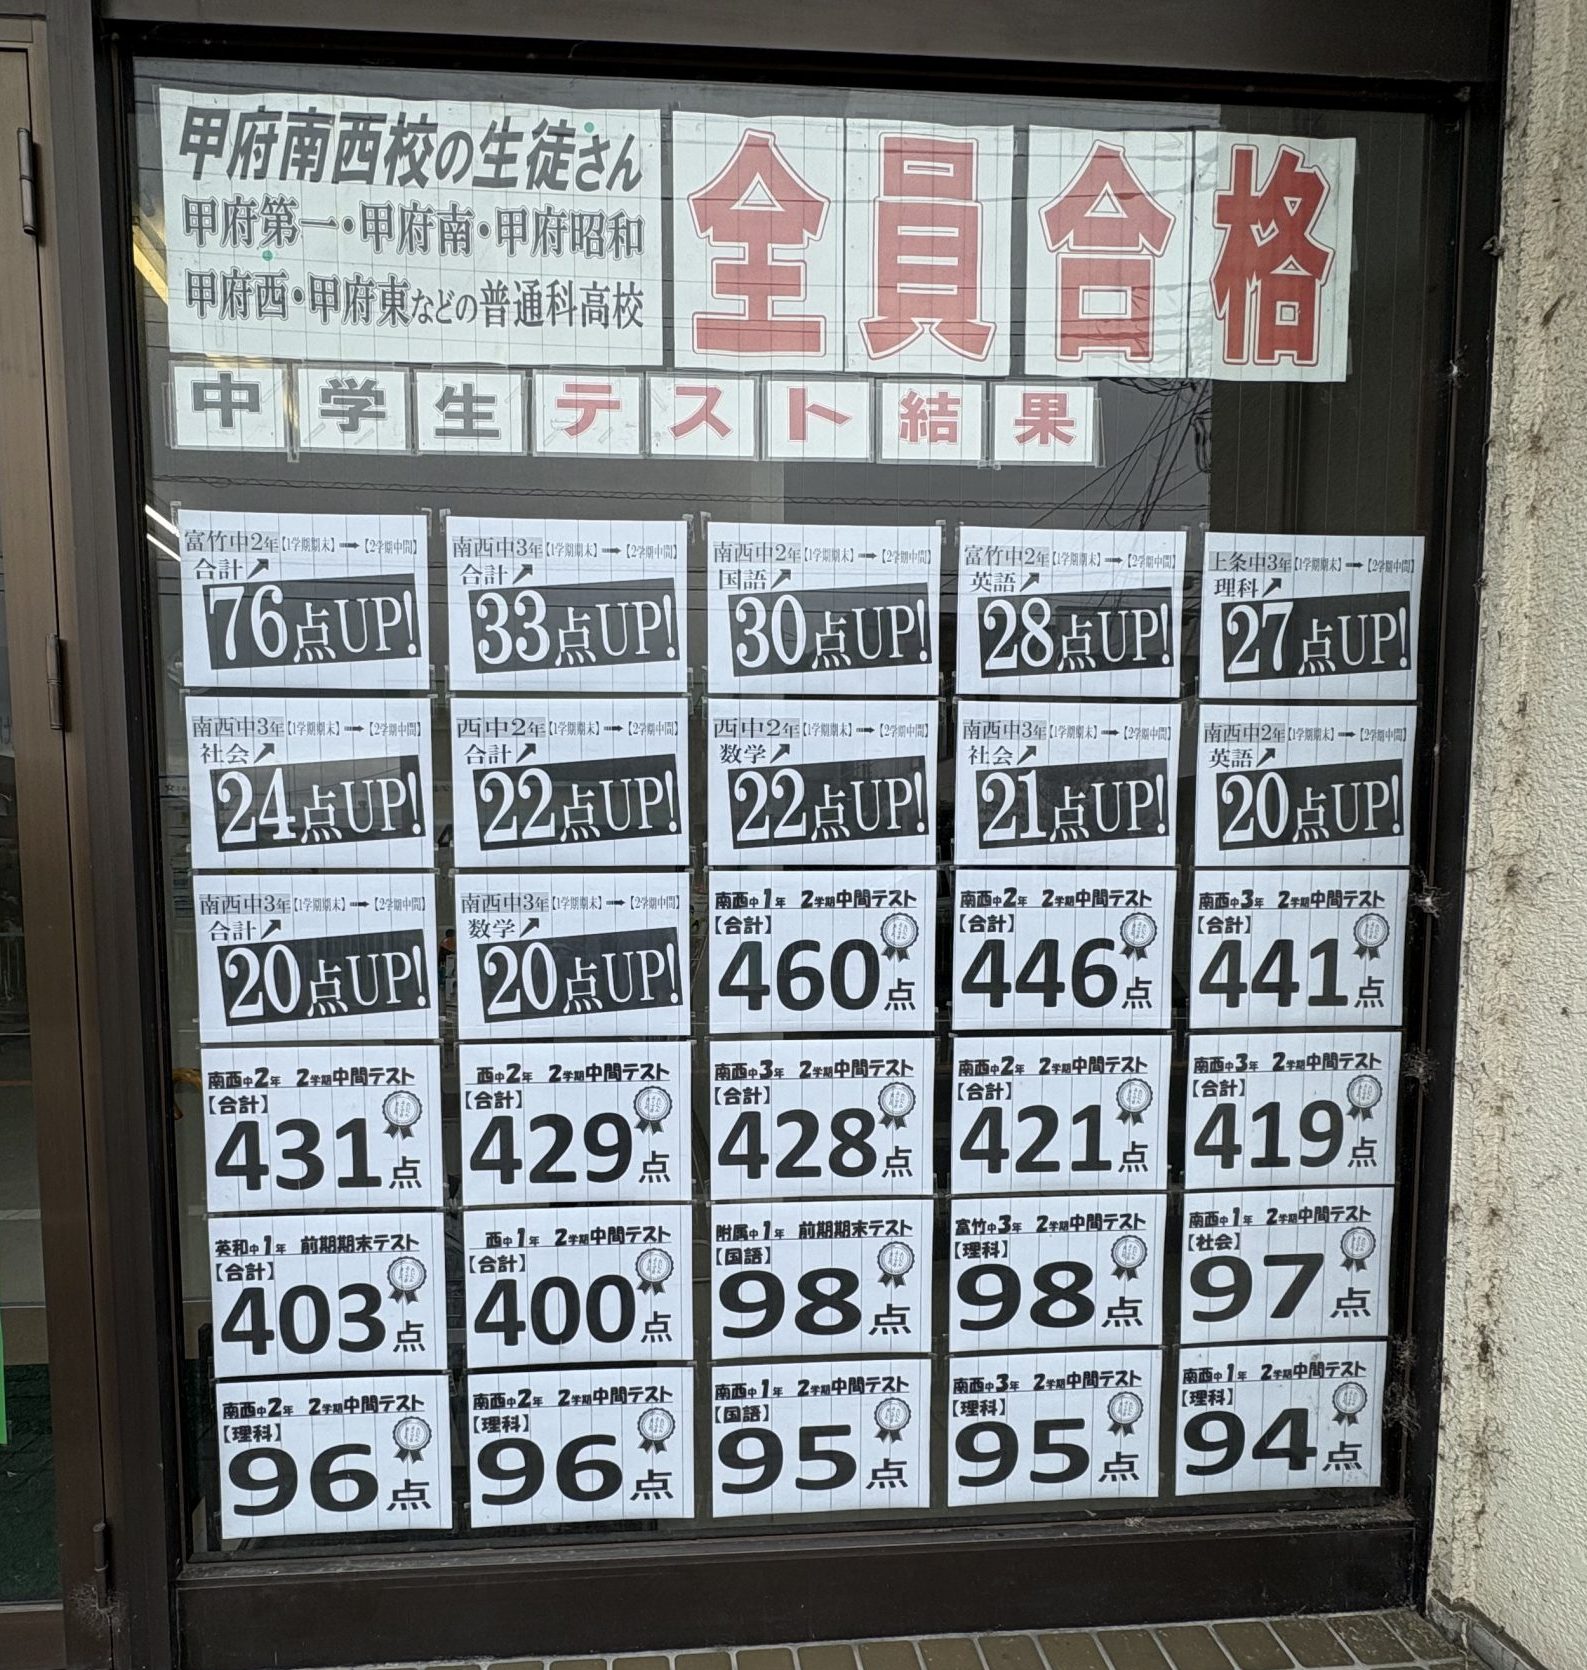 甲府南西校の生徒さん
甲府第一・甲府南・甲府昭和
甲府西・甲府東などの普通科高校
全員合格
中学生テスト結果
富竹中2年【1学期期末】➡【2学期中間】
合計↗
76点UP!
南西中3年【1学期期末】➡【2学期中間】
合計↗
33点UP!
南西中2年【1学期期末】➡【2学期中間】
国語↗
30点UP!
富竹中2年【1学期期末】➡【2学期中間】
英語↗
28点UP!
上条中3年【1学期期末】➡【2学期中間】
理科↗
27点UP!
南西中3年【1学期期末】➡【2学期中間】
社会↗
24点UP!
西中2年【1学期期末】➡【2学期中間】
合計↗
22点UP!
西中2年【1学期期末】➡【2学期中間】
数学↗
22点UP!
南西中3年【1学期期末】➡【2学期中間】
社会↗
21点UP!
南西中2年【1学期期末】➡【2学期中間】
英語↗
20点UP!
南西中3年【1学期期末】➡【2学期中間】
合計↗
20点UP!
南西中3年【1学期期末】➡【2学期中間】
数学↗
20点UP!
南西中1年 2学期中間テスト
【合計】
460点
南西中2年 2学期中間テスト
【合計】
446点
南西中3年 2学期中間テスト
【合計】
441点
南西中2年 2学期中間テスト
【合計】
431点
西中2年 2学期中間テスト
【合計】
429点
南西中3年 2学期中間テスト
【合計】
428点
南西中2年 2学期中間テスト
【合計】
421点
南西中3年 2学期中間テスト
【合計】
419点
英和中1年 前期期末テスト
【合計】
403点
西中1年 2学期中間テスト
【合計】
400点
附属中1年 前期期末テスト
【国語】
98点
富竹中3年 2学期中間テスト
【理科】
98点
南西中1年 2学期中間テスト
【社会】
97点
南西中2年 2学期中間テスト
【理科】
96点
南西中2年 2学期中間テスト
【理科】
96点
南西中1年 2学期中間テスト
【国語】
95点
南西中3年 2学期中間テスト
【理科】
95点
南西中1年 2学期中間テスト
【理科】
94点